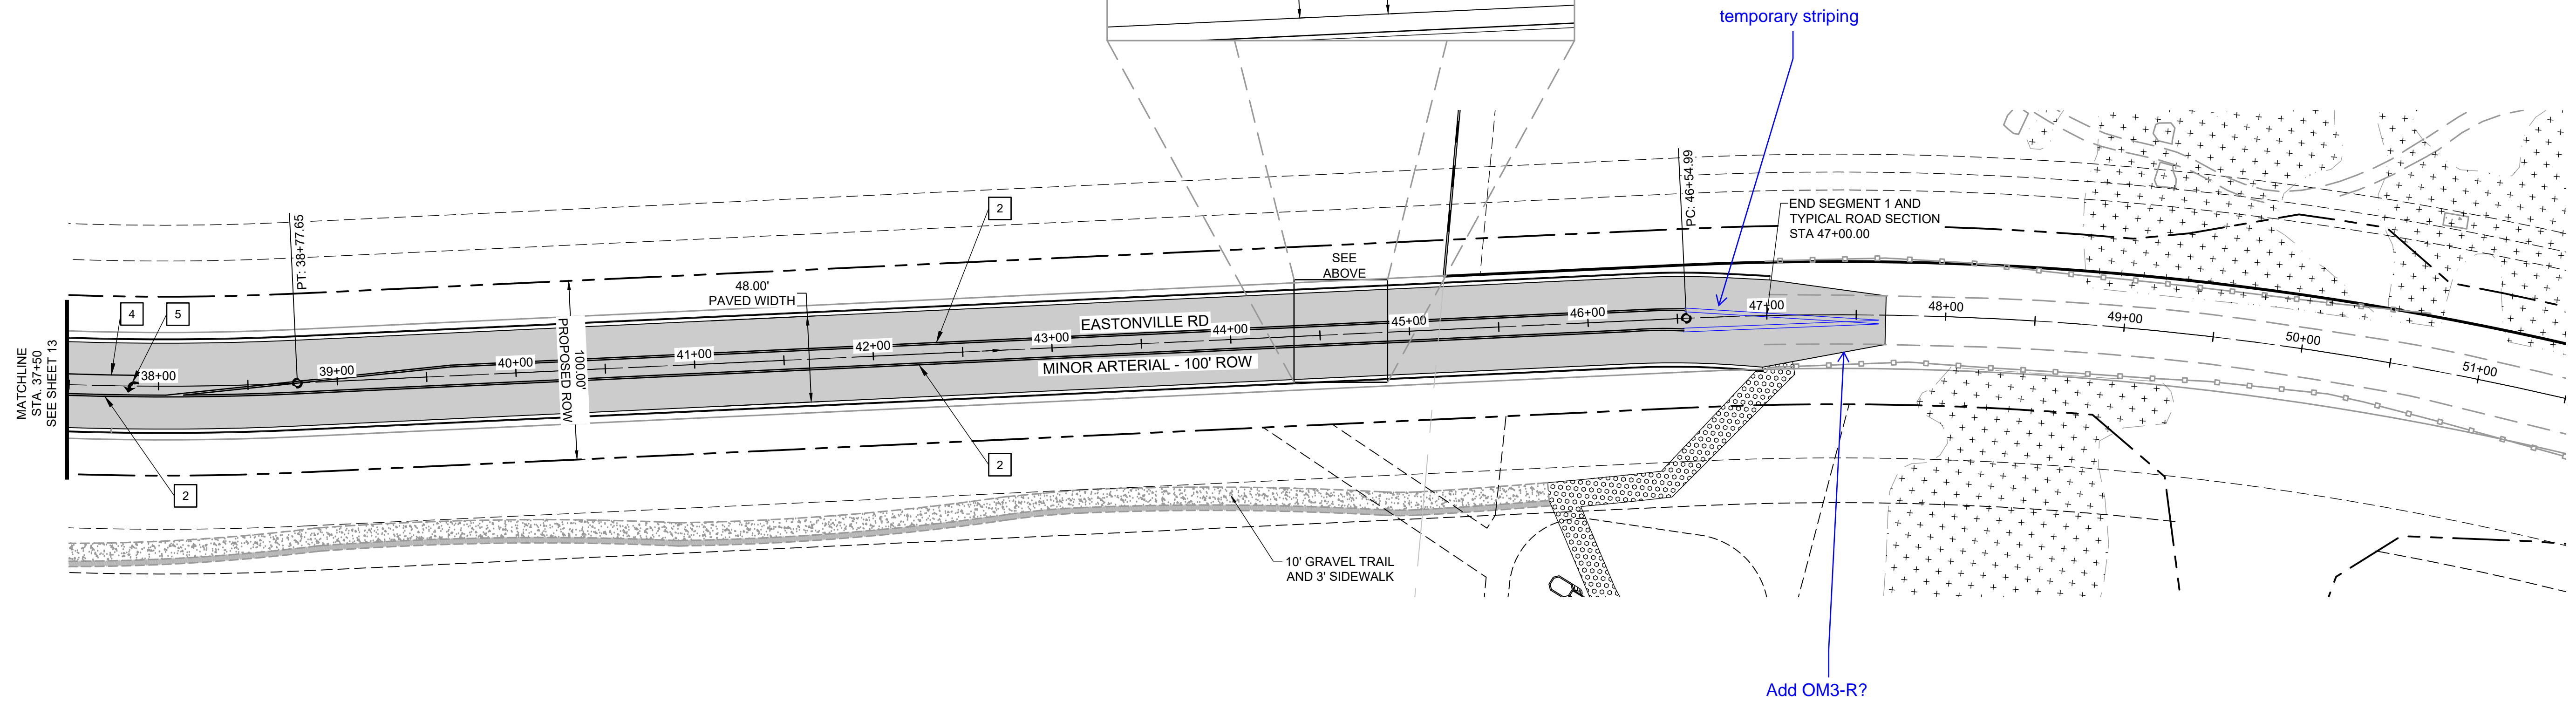 temporary striping
PC: 46+54.99
END SEGMENT 1 AND
TYPICAL ROAD SECTION
STA 47+00.00
2
PT: 38+77.65
SEE
ABOVE
48.00'
PAVED WIDTH
4
5
MATCHLINE
STA. 37+50
SEE SHEET 13
100.00'
PROPOSED ROW
EASTONVILLE RD
MINOR ARTERIAL - 100' ROW
38+00
39+00
40+00
41+00
42+00
43+00
44+00
45+00
46+00
47+00
48+00
49+00
50+00
51+00
2
2
10' GRAVEL TRAIL
AND 3' SIDEWALK
Add OM3-R?